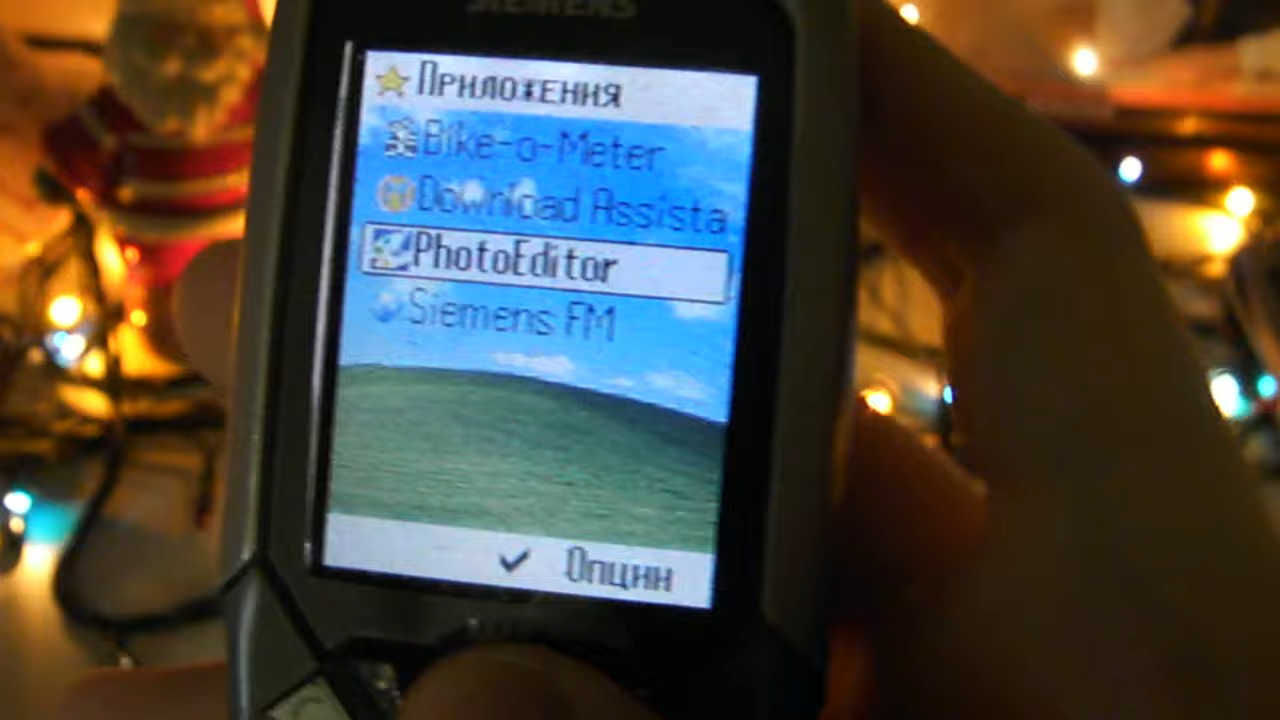 SIEMENS
Приложения
Bike-o-Meter
Download Assista
PhotoEditor
Siemens FM
Опции